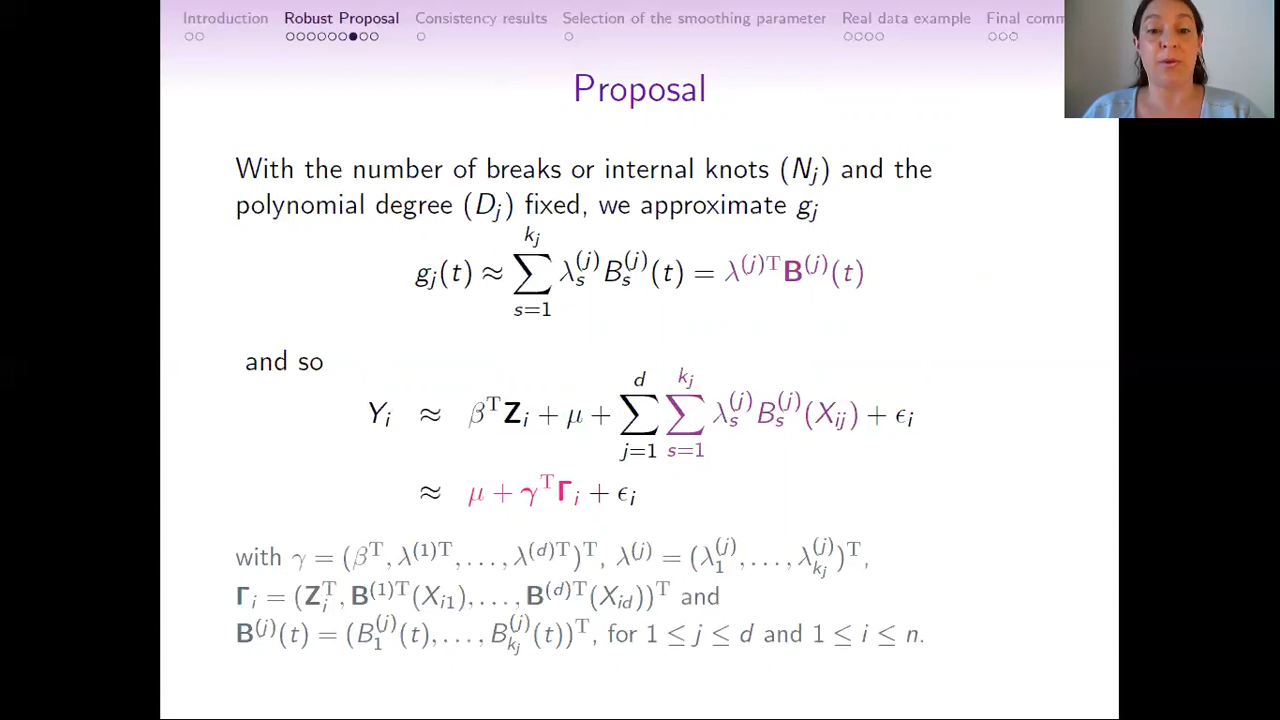 Introduction Robust Proposal Consistency results Selection of the smoothing parameter Real data example Final comm
Proposal
With the number of breaks or internal knots (N_j) and the
polynomial degree (D_j) fixed, we approximate g_j
g_j(t) ≈ ∑_{s=1}^{k_j} λ_s^{(j)} B_s^{(j)}(t) = λ^{(j)T} B^{(j)}(t)
and so
Y_i ≈ β^T Z_i + μ + ∑_{j=1}^{d} ∑_{s=1}^{k_j} λ_s^{(j)} B_s^{(j)}(X_{ij}) + ϵ_i
≈ μ + γ^T Γ_i + ϵ_i
with γ = (β^T, λ^{(1)T}, . . . , λ^{(d)T})^T, λ^{(j)} = (λ_1^{(j)}, . . . , λ_{k_j}^{(j)})^T,
Γ_i = (Z_i^T, B^{(1)T}(X_{i1}), . . . , B^{(d)T}(X_{id}))^T and
B^{(j)}(t) = (B_1^{(j)}(t), . . . , B_{k_j}^{(j)}(t))^T, for 1 ≤ j ≤ d and 1 ≤ i ≤ n.